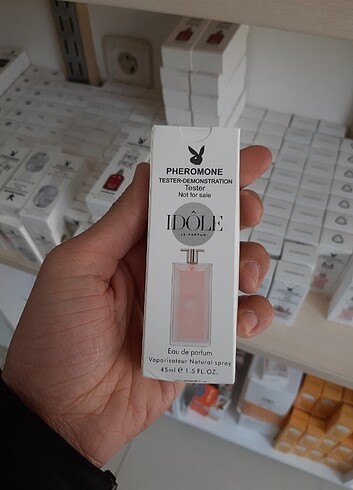 PHEROMONE
TESTER-DEMONSTRATION
Tester
Not for sale
IDÔLE
LE PARFUM
Eau de parfum
Vaporisateur Natural spray
45ml e 1.5 FL.OZ.